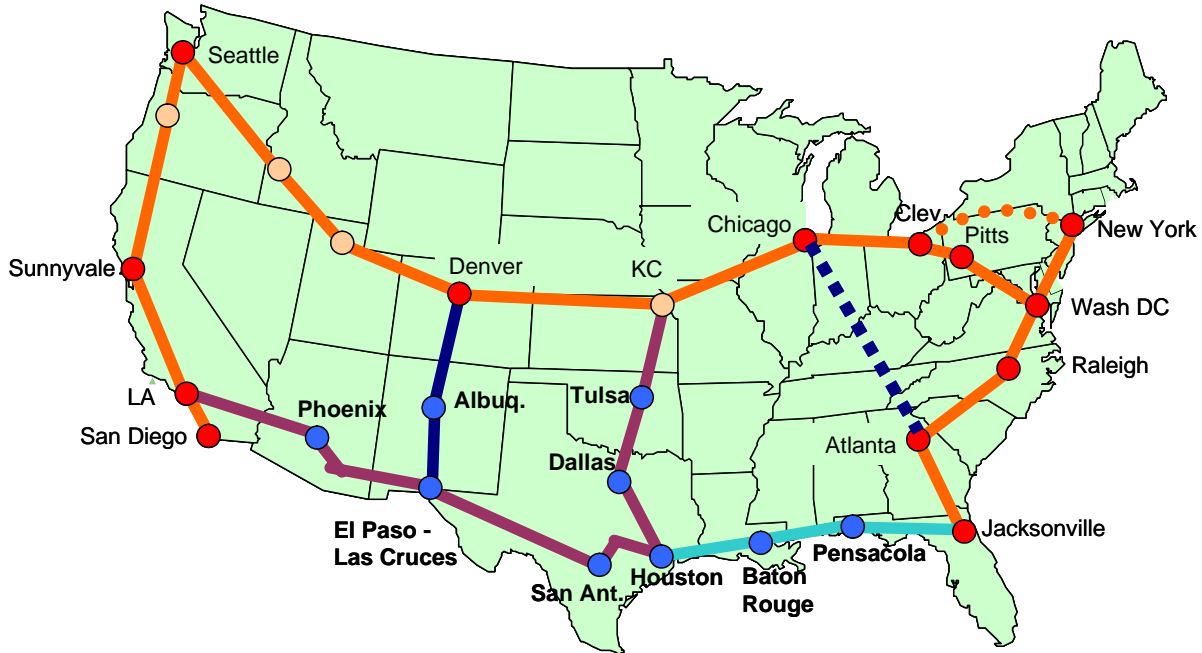 Seattle
Clev.
Chicago
Pitts
New York
Sunnyvale
Denver
KC
Wash DC
Raleigh
LA
Phoenix
Albuq.
Tulsa
San Diego
Atlanta
Dallas
El Paso -
Las Cruces
Jacksonville
Pensacola
San Ant.
Houston
Baton
Rouge